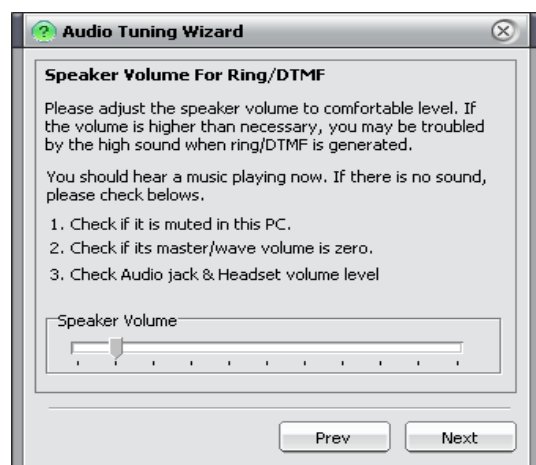 Audio Tuning Wizard
Speaker Volume For Ring/DTMF
Please adjust the speaker volume to comfortable level. If
the volume is higher than necessary, you may be troubled
by the high sound when ring/DTMF is generated.
You should hear a music playing now. If there is no sound,
please check belows.
1. Check if it is muted in this PC.
2. Check if its master/wave volume is zero.
3. Check Audio jack & Headset volume level
Speaker Volume
Prev
Next